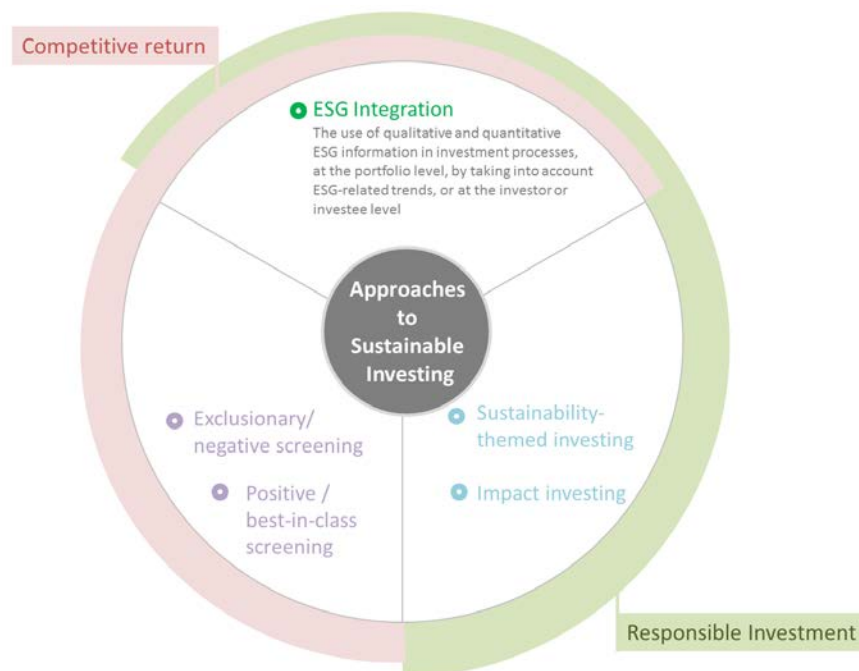 Competitive return
ESG Integration
The use of qualitative and quantitative
ESG information in investment processes,
at the portfolio level, by taking into account
ESG-related trends, or at the investor or
investee level
Approaches
to
Sustainable
Investing
Exclusionary/
negative screening
Positive /
best-in-class
screening
Sustainability-
themed investing
Impact investing
Responsible Investment